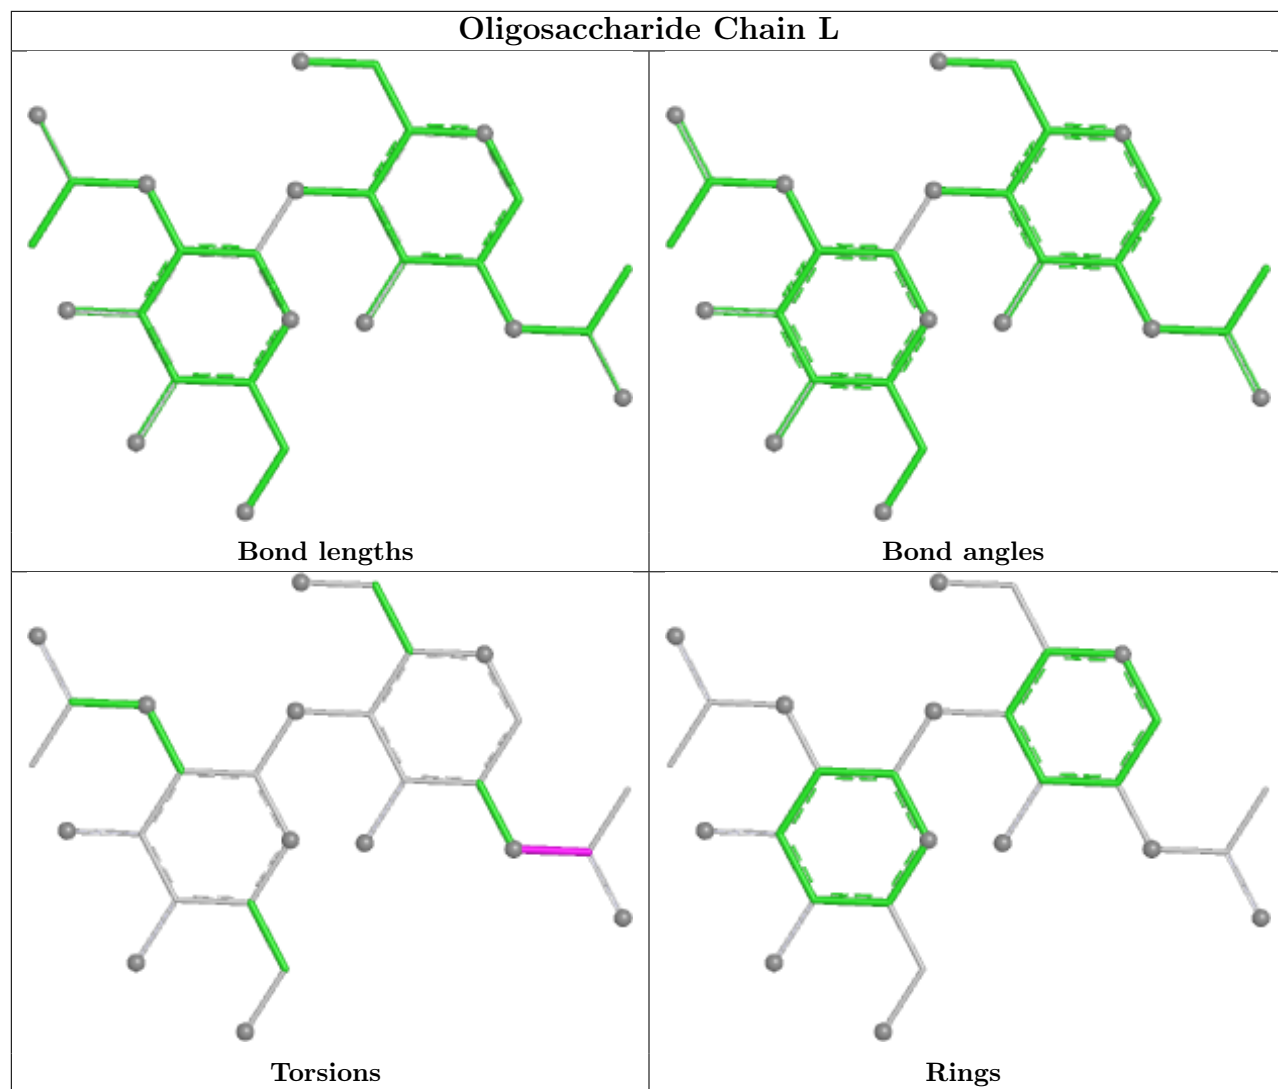 Oligosaccharide Chain L
Bond lengths
Bond angles
Torsions
Rings